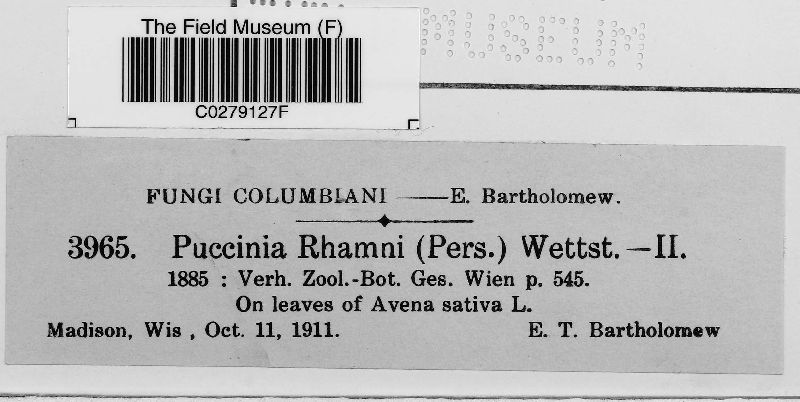 The Field Museum (F)
MUSEUM
C0279127F
FUNGI COLUMBIANI —— E. Bartholomew.
3965. Puccinia Rhamni (Pers.) Wettst. — II.
1885 : Verh. Zool.-Bot. Ges. Wien p. 545.
On leaves of Avena sativa L.
Madison, Wis , Oct. 11, 1911. E. T. Bartholomew